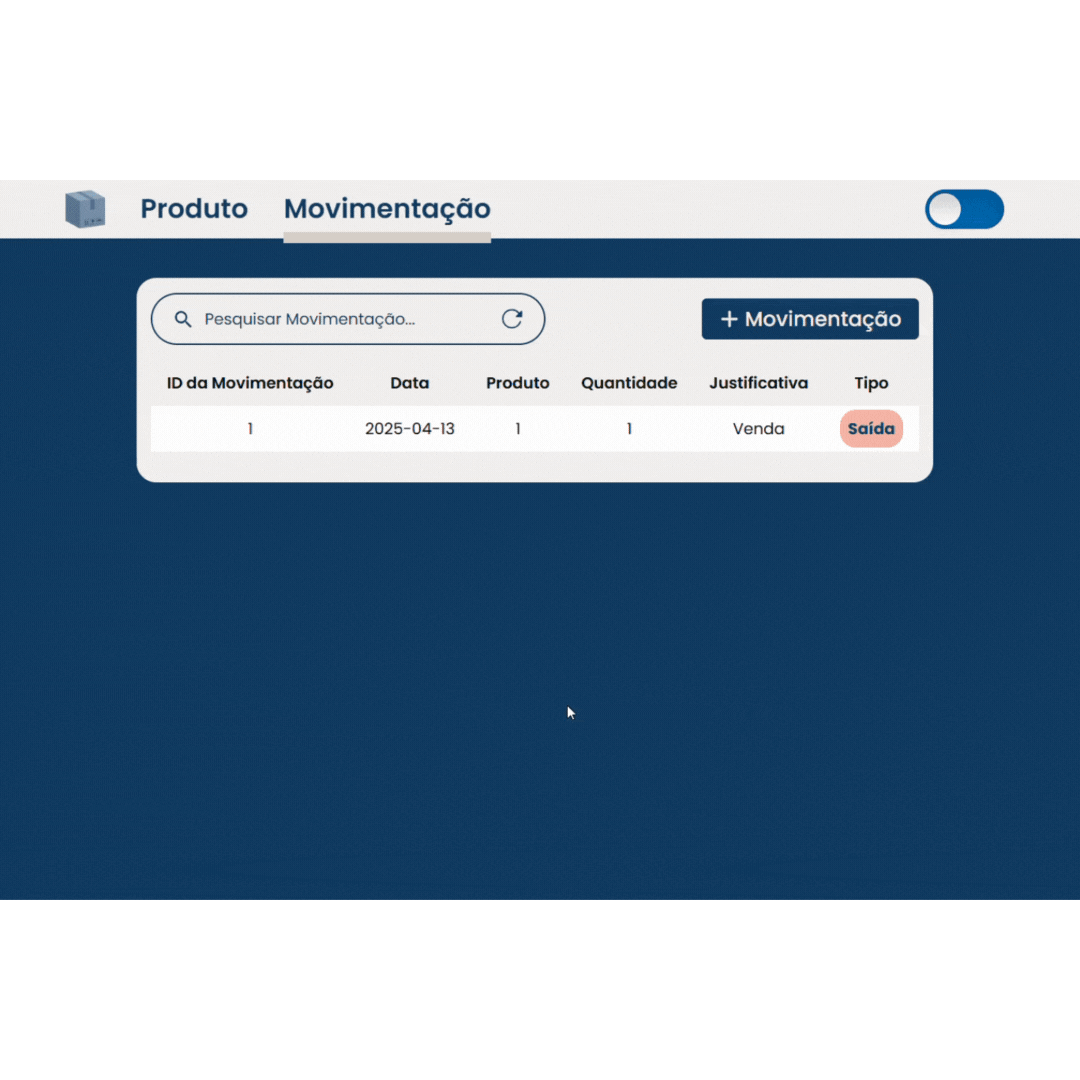 Produto Movimentação
Pesquisar Movimentação...
+ Movimentação
ID da Movimentação Data Produto Quantidade Justificativa Tipo
1 2025-04-13 1 1 Venda Saída